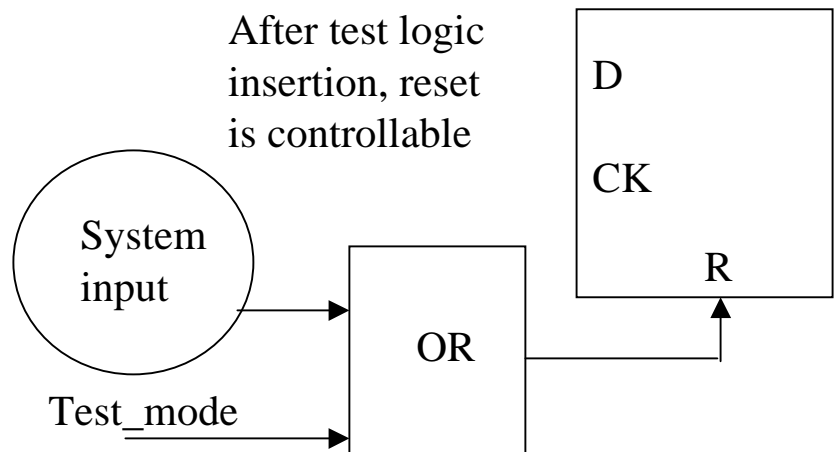 After test logic
insertion, reset
is controllable
D
CK
R
System
input
OR
Test_mode